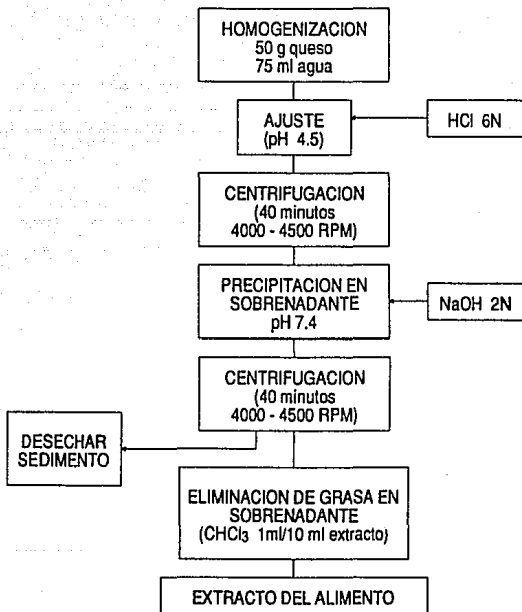 HOMOGENIZACION
50 g queso
75 ml agua
AJUSTE
(pH 4.5)
HCl 6N
CENTRIFUGACION
(40 minutos
4000 - 4500 RPM)
PRECIPITACION EN
SOBRENADANTE
pH 7.4
NaOH 2N
CENTRIFUGACION
(40 minutos
4000 - 4500 RPM)
DESECHAR
SEDIMENTO
ELIMINACION DE GRASA EN
SOBRENADANTE
(CHCl₃ 1ml/10 ml extracto)
EXTRACTO DEL ALIMENTO